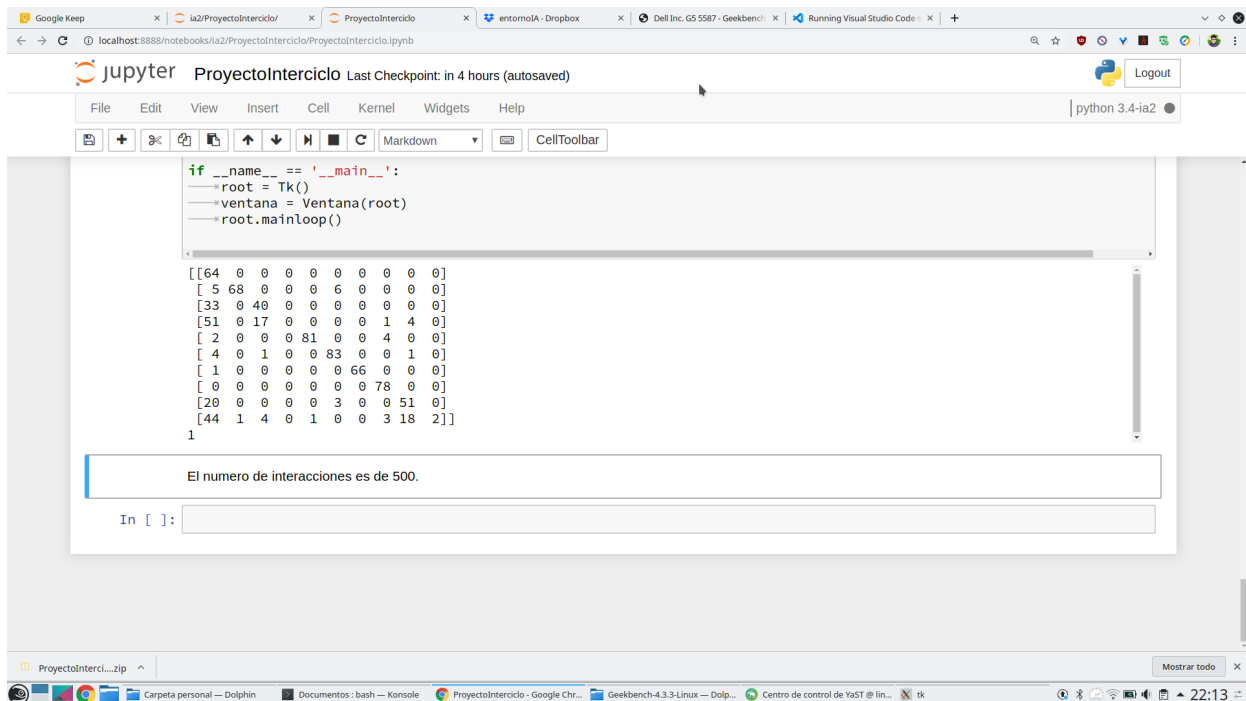 Google Keep
ia2/ProyectoInterciclo/
ProyectoInterciclo
entornoIA - Dropbox
Dell Inc. G5 5587 - Geekbench
Running Visual Studio Code
localhost:8888/notebooks/ia2/ProyectoInterciclo/ProyectoInterciclo.ipynb
jupyter ProyectoInterciclo Last Checkpoint: in 4 hours (autosaved)
Logout
File Edit View Insert Cell Kernel Widgets Help
python 3.4-ia2
Markdown
CellToolbar
if __name__ == '__main__':
root = Tk()
ventana = Ventana(root)
root.mainloop()
[[64 0 0 0 0 0 0 0 0 0]
[ 5 68 0 0 0 6 0 0 0 0]
[33 0 40 0 0 0 0 0 0 0]
[51 0 17 0 0 0 0 1 4 0]
[ 2 0 0 0 81 0 0 4 0 0]
[ 4 0 1 0 0 83 0 0 1 0]
[ 1 0 0 0 0 0 66 0 0 0]
[ 0 0 0 0 0 0 0 78 0 0]
[20 0 0 0 0 3 0 0 51 0]
[44 1 4 0 1 0 0 3 18 2]]
1
El numero de interacciones es de 500.
In [ ]:
ProyectoInterci....zip
Mostrar todo
Carpeta personal — Dolphin
Documentos : bash — Konsole
ProyectoInterciclo - Google Chr...
Geekbench-4.3.3-Linux — Dolp...
Centro de control de YaST @ lin...
tk
22:13